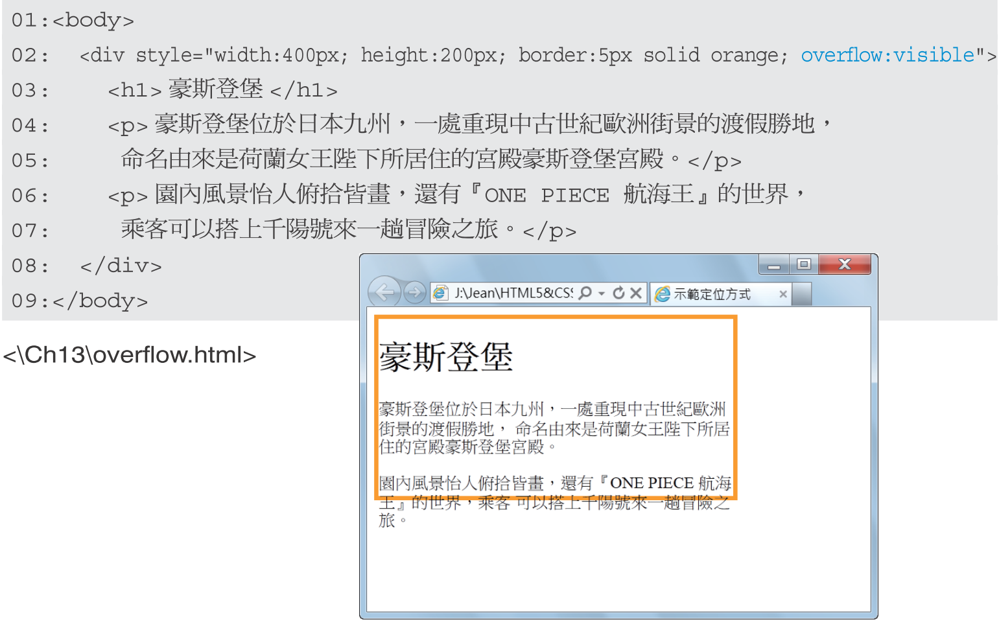 01:<body>
02:  <div style="width:400px; height:200px; border:5px solid orange; overflow:visible">
03:    <h1>豪斯登堡</h1>
04:    <p>豪斯登堡位於日本九州，一處重現中古世紀歐洲街景的渡假勝地，
05:     命名由來是荷蘭女王陛下所居住的宮殿豪斯登堡宮殿。</p>
06:    <p>園內風景怡人俯拾皆畫，還有『ONE PIECE 航海王』的世界，
07:     乘客可以搭上千陽號來一趟冒險之旅。</p>
08:  </div>
09:</body>
<\Ch13\overflow.html>
J:\Jean\HTML5&CSS
示範定位方式
豪斯登堡
豪斯登堡位於日本九州，一處重現中古世紀歐洲
街景的渡假勝地， 命名由來是荷蘭女王陛下所居
住的宮殿豪斯登堡宮殿。
園內風景怡人俯拾皆畫，還有『ONE PIECE 航海
王』的世界，乘客 可以搭上千陽號來一趟冒險之
旅。